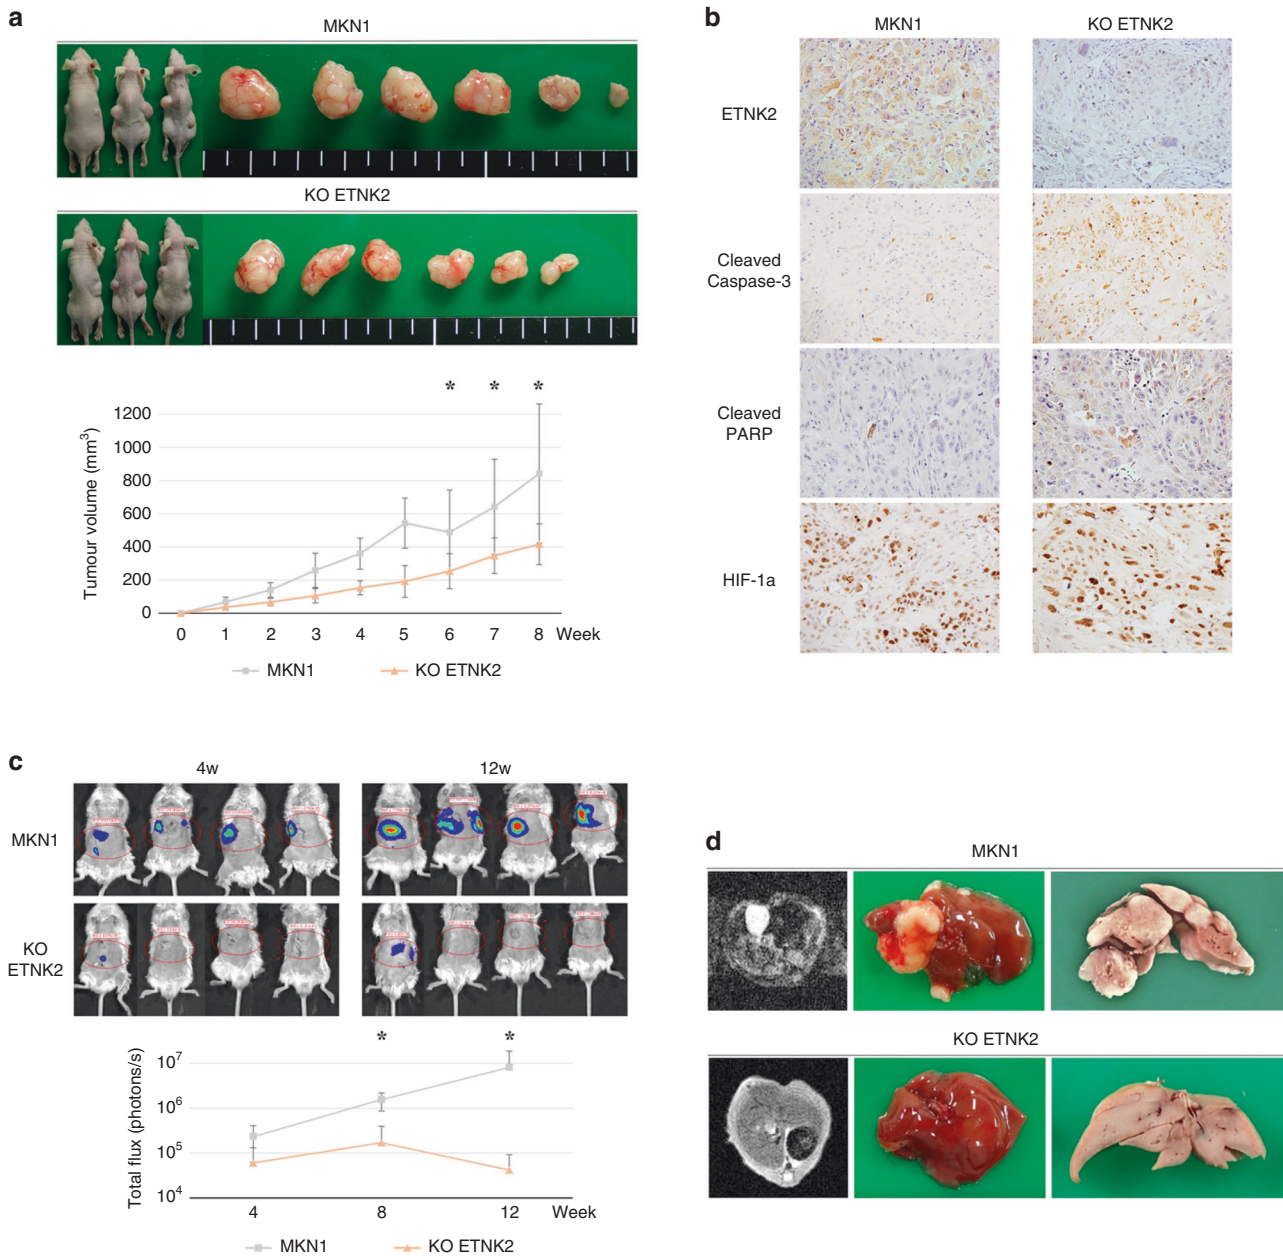 a
MKN1
KO ETNK2
* * *
Tumour volume (mm³)
1200
1000
800
600
400
200
0
0 1 2 3 4 5 6 7 8 Week
MKN1 KO ETNK2
b
MKN1 KO ETNK2
ETNK2
Cleaved
Caspase-3
Cleaved
PARP
HIF-1a
c
4w 12w
MKN1
KO
ETNK2
* *
Total flux (photons/s)
10⁷
10⁶
10⁵
10⁴
4 8 12 Week
MKN1 KO ETNK2
d
MKN1
KO ETNK2